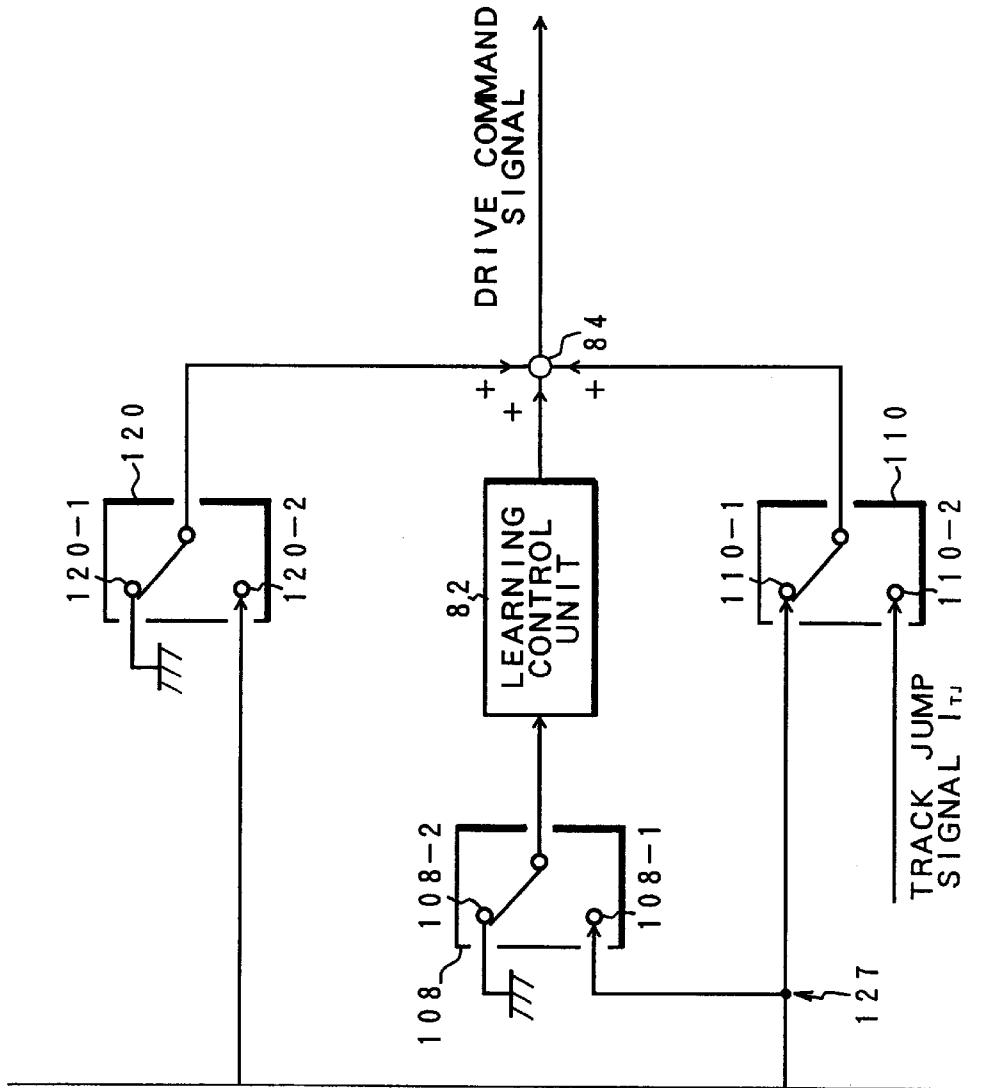 DRIVE COMMAND
SIGNAL
+
+
+
84
120
120-1
120-2
82
LEARNING
CONTROL
UNIT
110
110-1
110-2
108
108-2
108-1
127
TRACK JUMP
SIGNAL ITJ